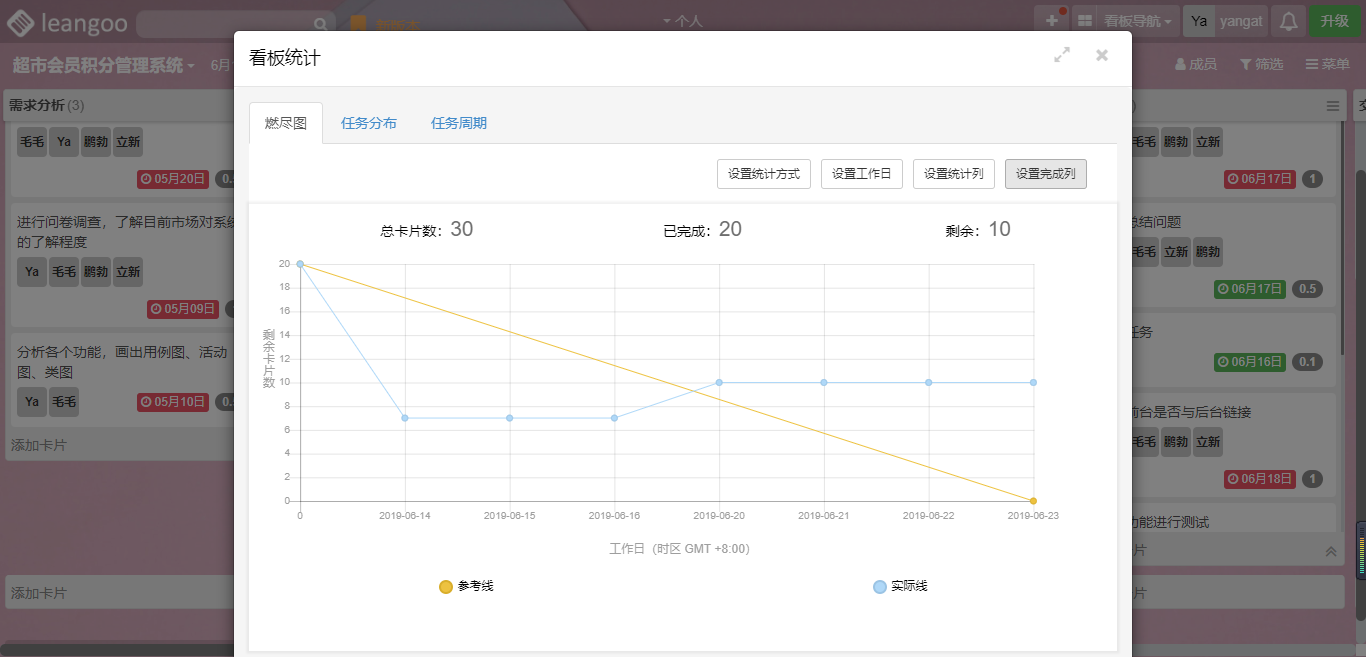 leangoo
新版本
个人
看板导航
Ya
yangat
升级
超市会员积分管理系统
6月
成员
筛选
菜单
看板统计
燃尽图
任务分布
任务周期
设置统计方式
设置工作日
设置统计列
设置完成列
总卡片数：30
已完成：20
剩余：10
剩余卡片数
20
18
16
14
12
10
8
6
4
2
0
0
2019-06-14
2019-06-15
2019-06-16
2019-06-20
2019-06-21
2019-06-22
2019-06-23
工作日（时区 GMT +8:00）
参考线
实际线
需求分析 (3)
毛毛 Ya 鹏勃 立新
05月20日
进行问卷调查，了解目前市场对系统
的了解程度
Ya 毛毛 鹏勃 立新
05月09日
分析各个功能，画出用例图、活动
图、类图
Ya 毛毛
05月10日
添加卡片
添加卡片
毛毛 鹏勃 立新
06月17日 1
总结问题
毛毛 立新 鹏勃
06月17日 0.5
任务
06月16日 0.1
前台是否与后台链接
毛毛 鹏勃 立新
06月18日 1
功能进行测试
片
片